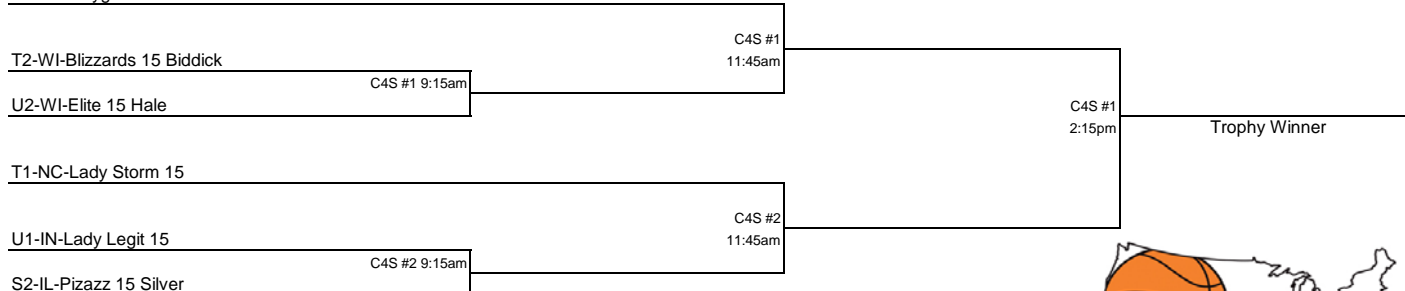 C4S #1
T2-WI-Blizzards 15 Biddick
11:45am
C4S #1 9:15am
U2-WI-Elite 15 Hale
C4S #1
2:15pm
Trophy Winner
T1-NC-Lady Storm 15
C4S #2
U1-IN-Lady Legit 15
11:45am
C4S #2 9:15am
S2-IL-Pizazz 15 Silver